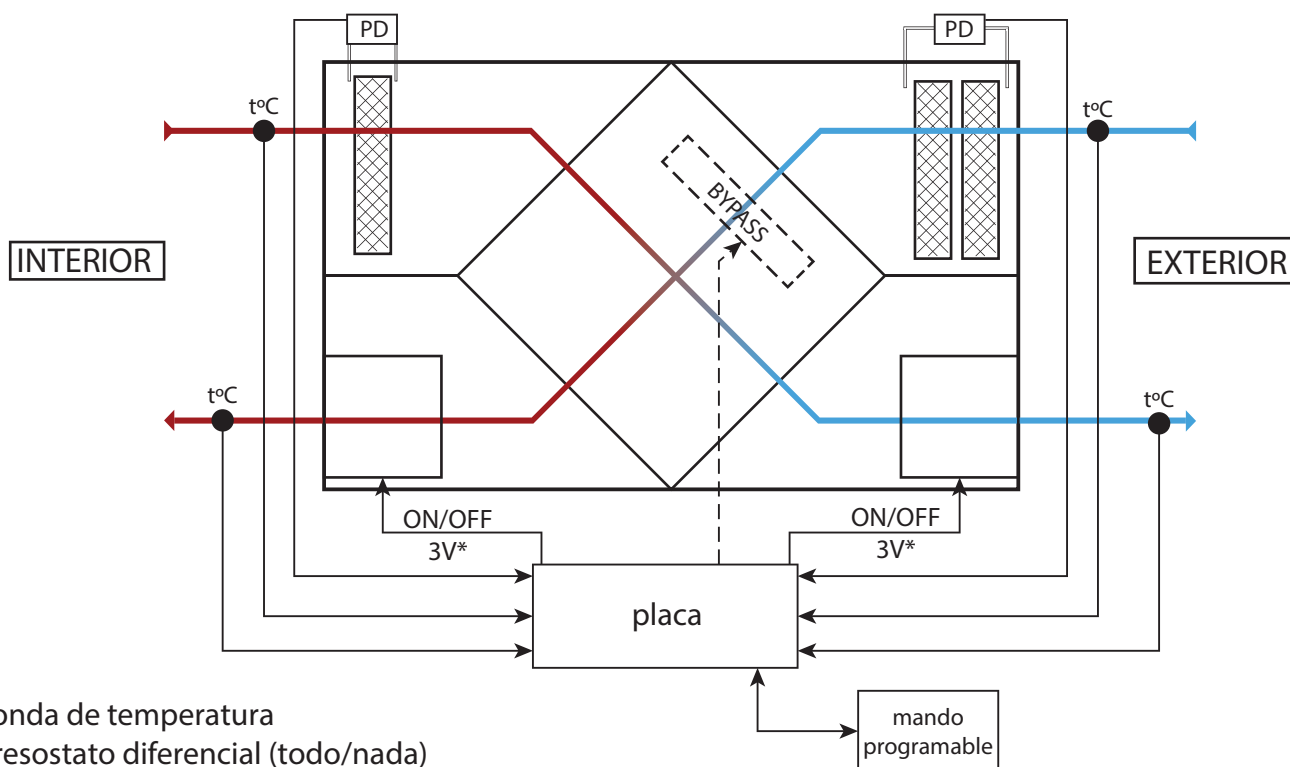 PD
PD
tºC
tºC
BYPASS
INTERIOR
EXTERIOR
tºC
tºC
ON/OFF
3V*
ON/OFF
3V*
placa
onda de temperatura
resostato diferencial (todo/nada)
mando
programable